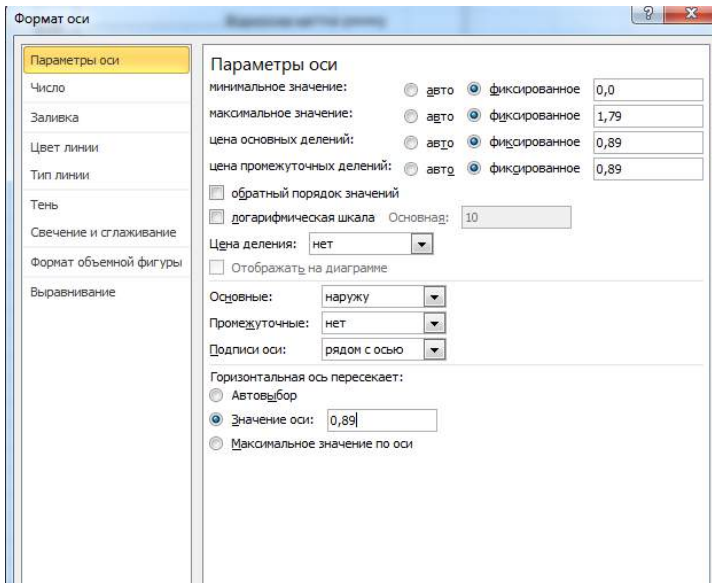 Формат оси
Параметры оси
Число
Заливка
Цвет линии
Тип линии
Тень
Свечение и сглаживание
Формат объемной фигуры
Выравнивание
Параметры оси
минимальное значение: авто фиксированное 0,0
максимальное значение: авто фиксированное 1,79
цена основных делений: авто фиксированное 0,89
цена промежуточных делений: авто фиксированное 0,89
обратный порядок значений
логарифмическая шкала Основная: 10
Цена деления: нет
Отображать на диаграмме
Основные: наружу
Промежуточные: нет
Подписи оси: рядом с осью
Горизонтальная ось пересекает:
Автовыбор
Значение оси: 0,89
Максимальное значение по оси